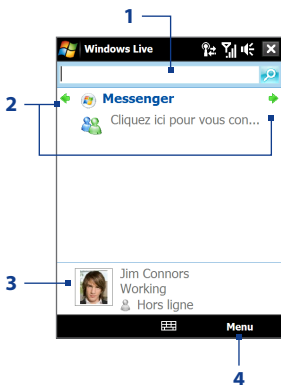 1
Windows Live
2
Messenger
Cliquez ici pour vous con...
3
Jim Connors
Working
Hors ligne
Menu
4